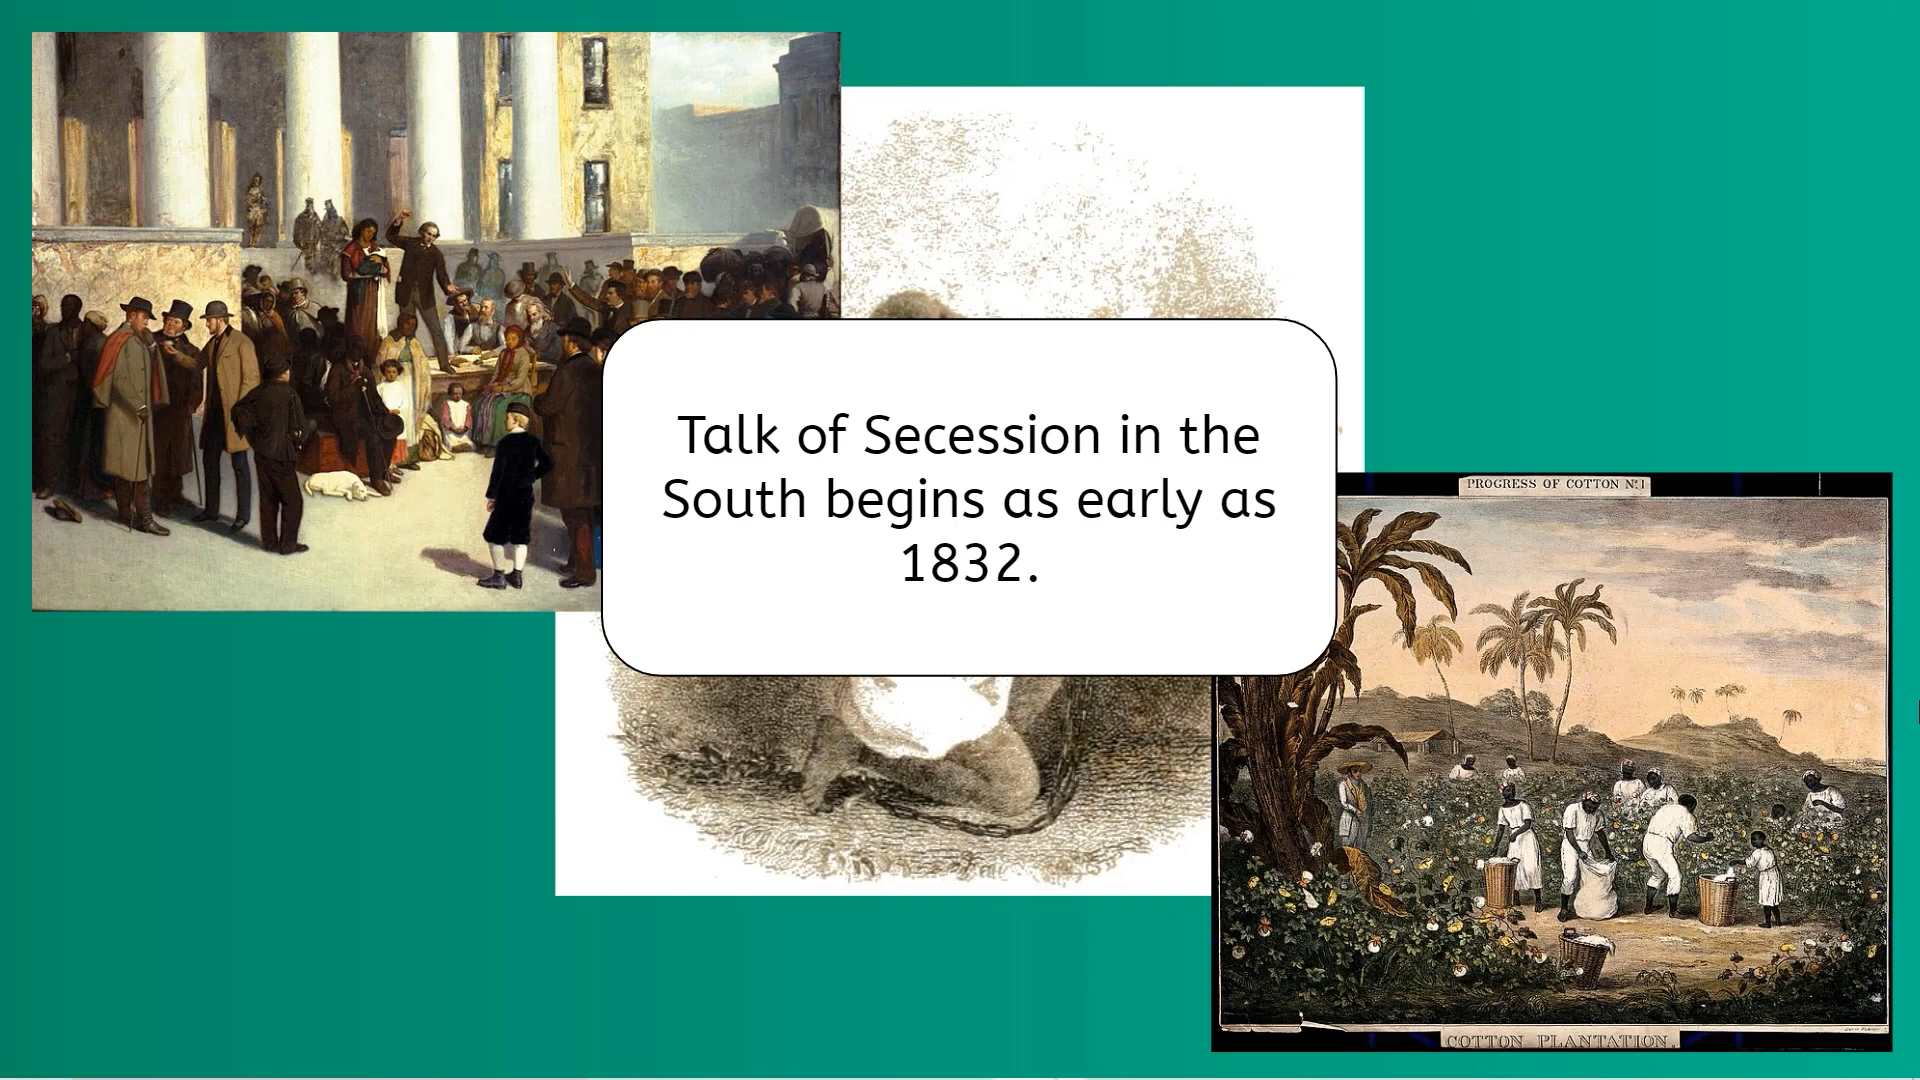 Talk of Secession in the
South begins as early as
1832.
PROGRESS OF COTTON Nº.1
COTTON PLANTATION.